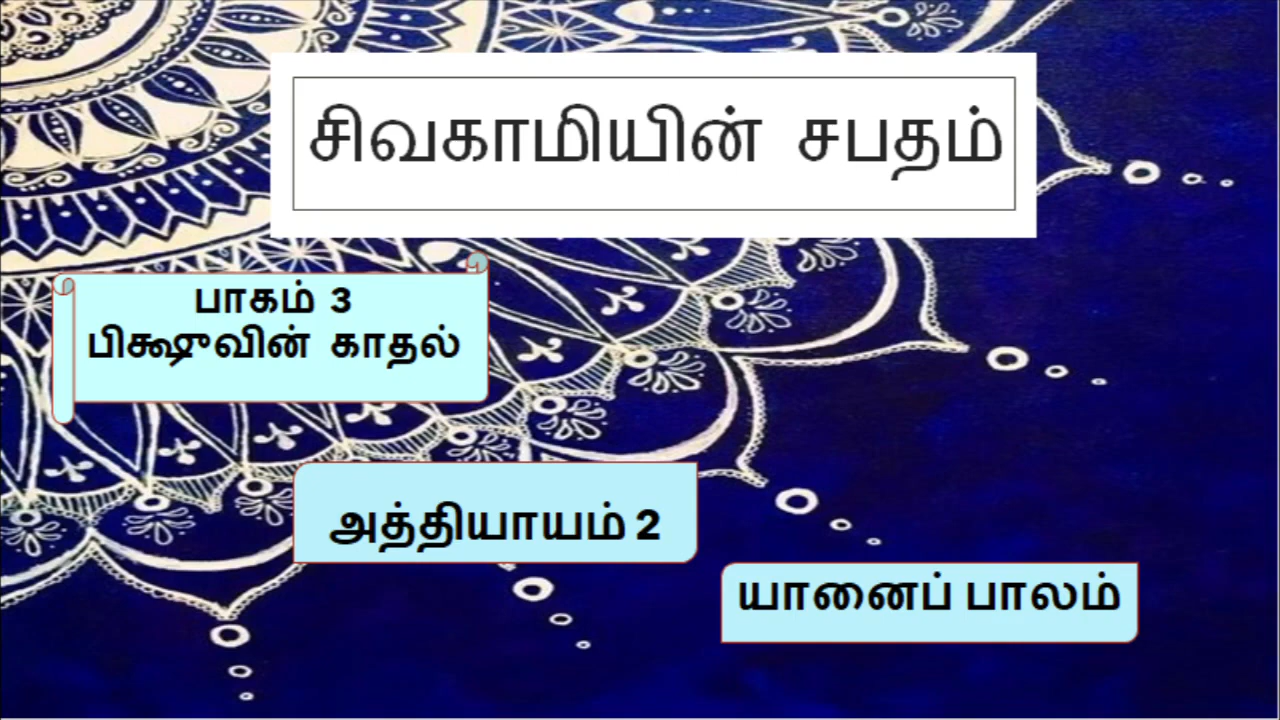 சிவகாமியின் சபதம்
பாகம் 3
பிக்ஷுவின் காதல்
அத்தியாயம் 2
யானைப் பாலம்